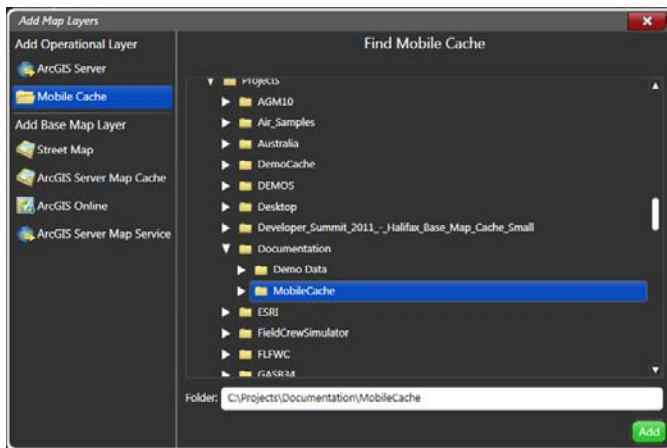 Add Map Layers
Add Operational Layer
ArcGIS Server
Mobile Cache
Add Base Map Layer
Street Map
ArcGIS Server Map Cache
ArcGIS Online
ArcGIS Server Map Service
Find Mobile Cache
Projects
AGM10
Air_Samples
Australia
DemoCache
DEMOS
Desktop
Developer_Summit_2011_-_Halifax_Base_Map_Cache_Small
Documentation
Demo Data
MobileCache
ESRI
FieldCrewSimulator
FLFWC
GASB34
Folder: C:\Projects\Documentation\MobileCache
Add